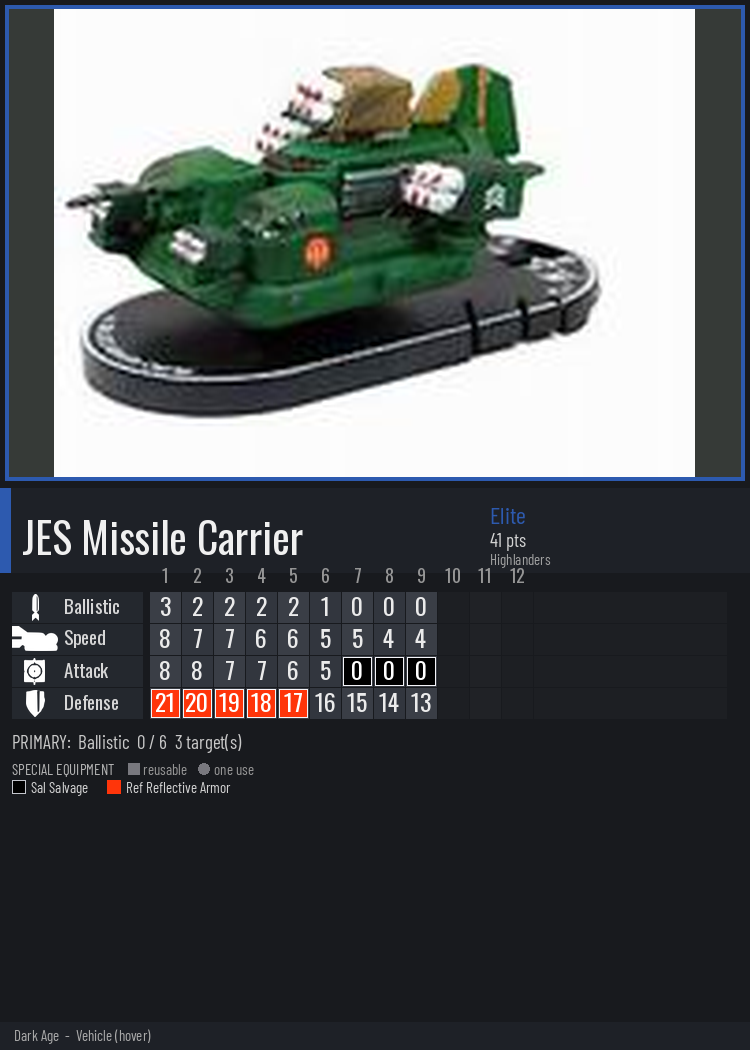 JES Missile Carrier
Elite
41 pts
Highlanders
1 2 3 4 5 6 7 8 9 10 11 12
Ballistic 3 2 2 2 2 1 0 0 0
Speed 8 7 7 6 6 5 5 4 4
Attack 8 8 7 7 6 5 0 0 0
Defense 21 20 19 18 17 16 15 14 13
PRIMARY: Ballistic 0 / 6 3 target(s)
SPECIAL EQUIPMENT reusable one use
Sal Salvage Ref Reflective Armor
Dark Age - Vehicle (hover)